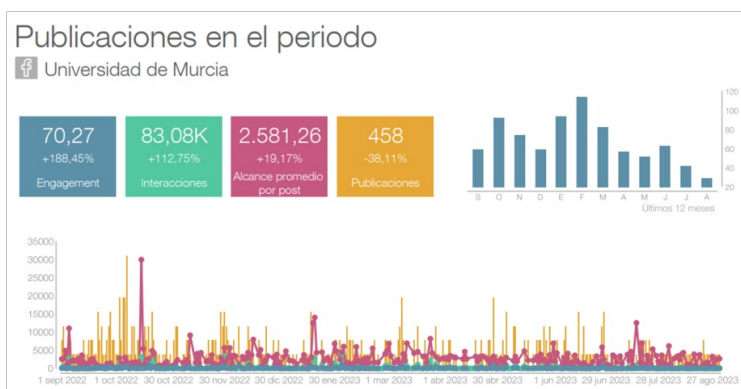 Publicaciones en el periodo
Universidad de Murcia
70,27
+188,45%
Engagement
83,08K
+112,75%
Interacciones
2.581,26
+19,17%
Alcance promedio
por post
458
-38,11%
Publicaciones
120
100
80
60
40
20
S O N D E F M A M J J A
Últimos 12 meses
35000
30000
25000
20000
15000
10000
5000
0
1 sept 2022 1 oct 2022 30 oct 2022 30 nov 2022 30 dic 2022 30 ene 2023 1 mar 2023 1 abr 2023 30 abr 2023 1 jun 2023 29 jun 2023 28 jul 2023 27 ago 2023